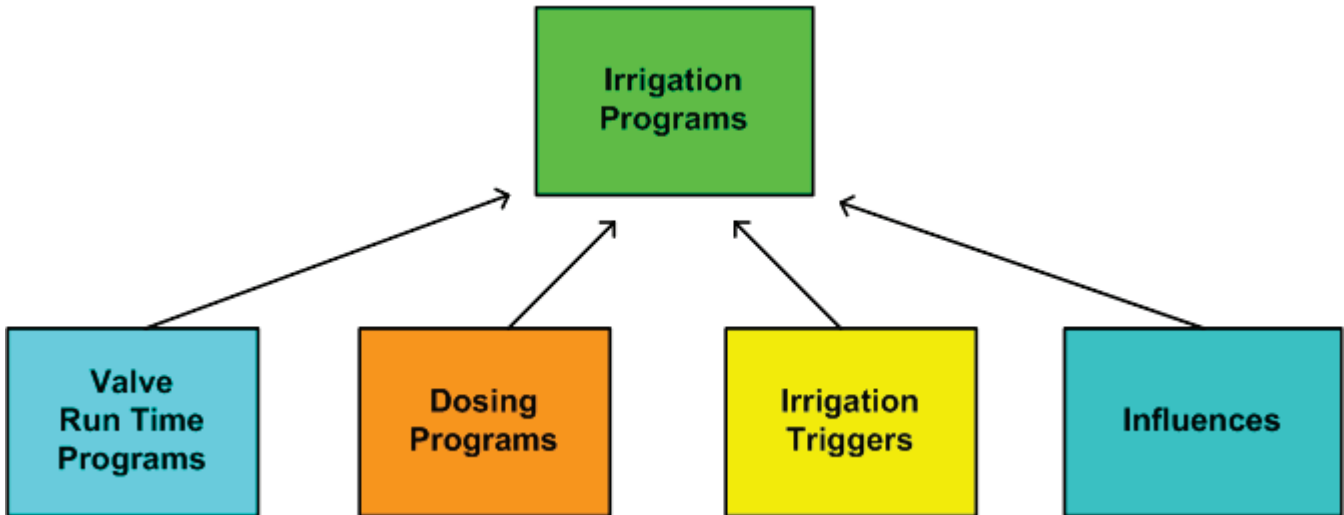 Irrigation
Programs
Valve
Run Time
Programs
Dosing
Programs
Irrigation
Triggers
Influences